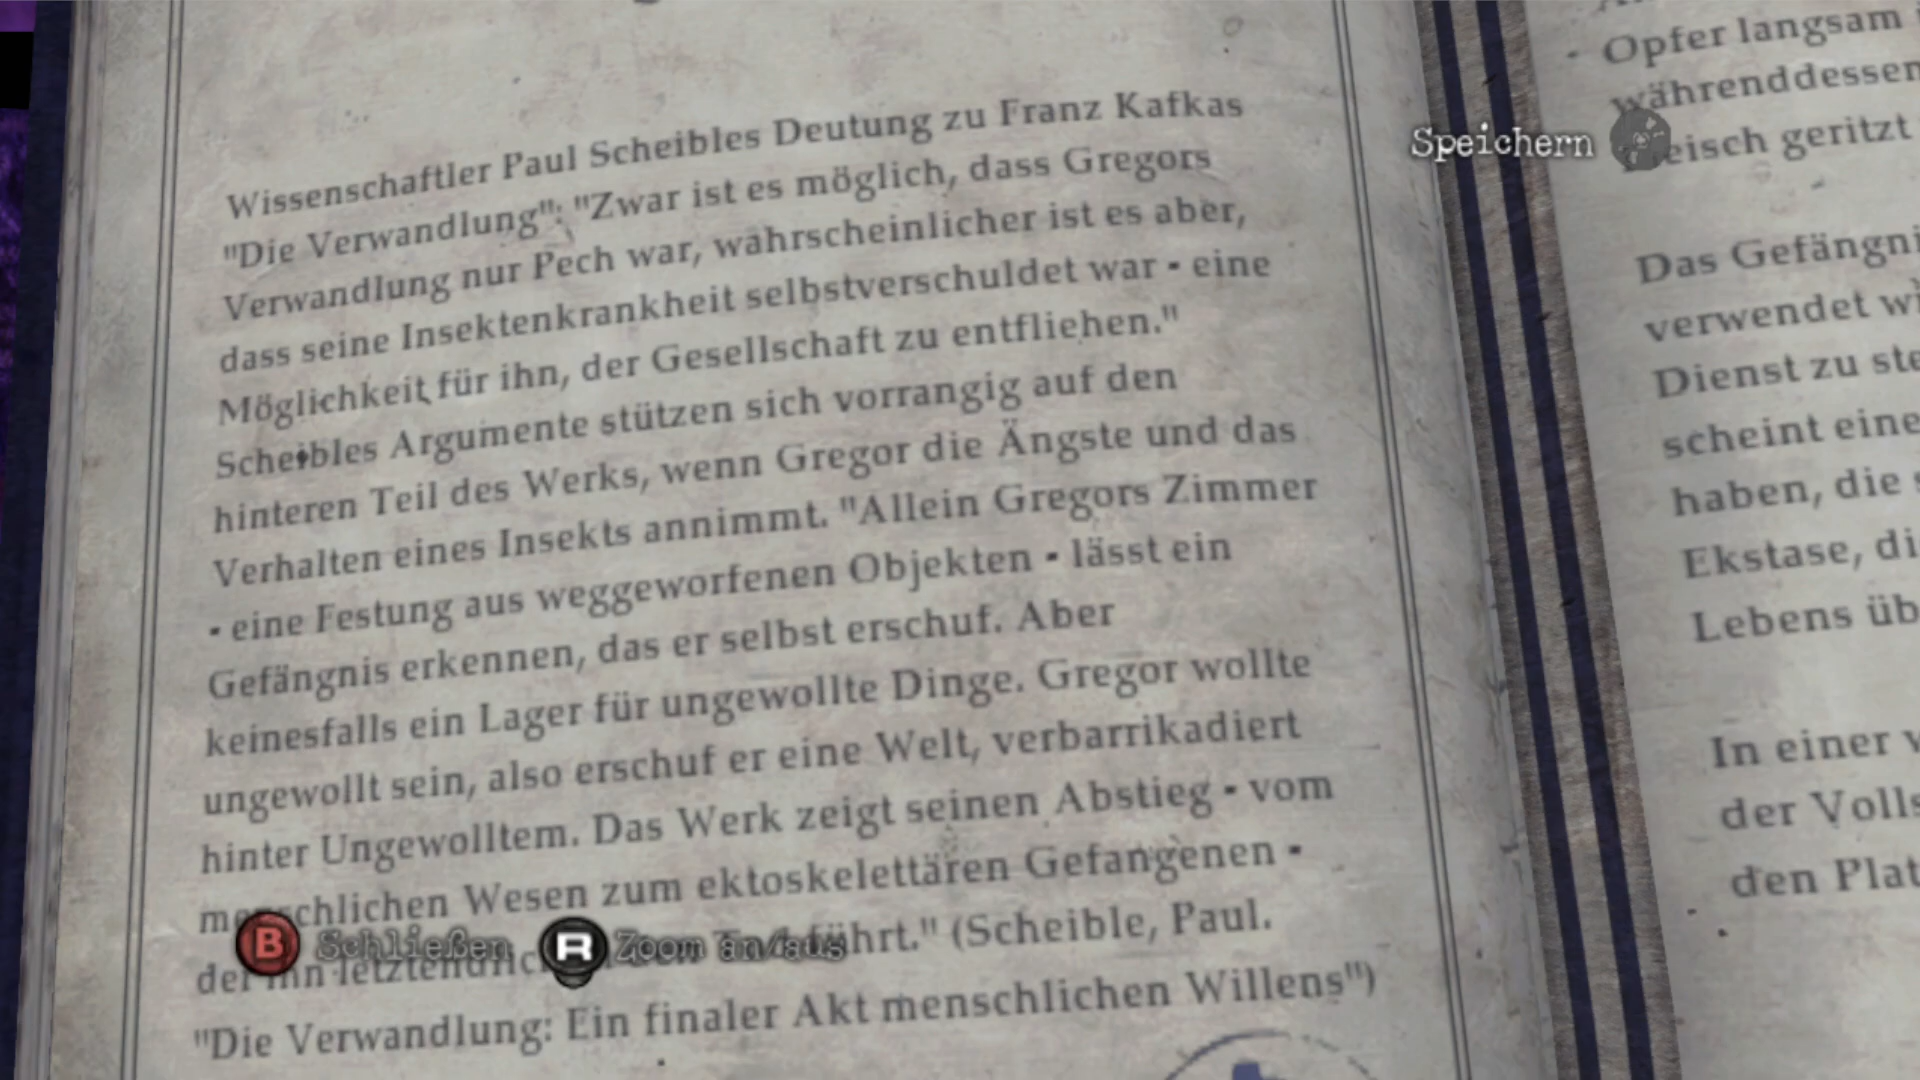 Wissenschaftler Paul Scheibles Deutung zu Franz Kafkas
"Die Verwandlung": "Zwar ist es möglich, dass Gregors
Verwandlung nur Pech war, wahrscheinlicher ist es aber,
dass seine Insektenkrankheit selbstverschuldet war - eine
Möglichkeit für ihn, der Gesellschaft zu entfliehen."
Scheibles Argumente stützen sich vorrangig auf den
hinteren Teil des Werks, wenn Gregor die Ängste und das
Verhalten eines Insekts annimmt. "Allein Gregors Zimmer
- eine Festung aus weggeworfenen Objekten - lässt ein
Gefängnis erkennen, das er selbst erschuf. Aber
keinesfalls ein Lager für ungewollte Dinge. Gregor wollte
ungewollt sein, also erschuf er eine Welt, verbarrikadiert
hinter Ungewolltem. Das Werk zeigt seinen Abstieg - vom
menschlichen Wesen zum ektoskelettären Gefangenen -
der ihn letztendlich führt." (Scheible, Paul.
"Die Verwandlung: Ein finaler Akt menschlichen Willens")
B Schließen R Zoom an/aus
Speichern
- Opfer langsam
währenddessen
geritzt
Das Gefängni
verwendet wi
Dienst zu ste
scheint eine
haben, die s
Ekstase, di
Lebens üb
In einer v
der Volls
den Plat